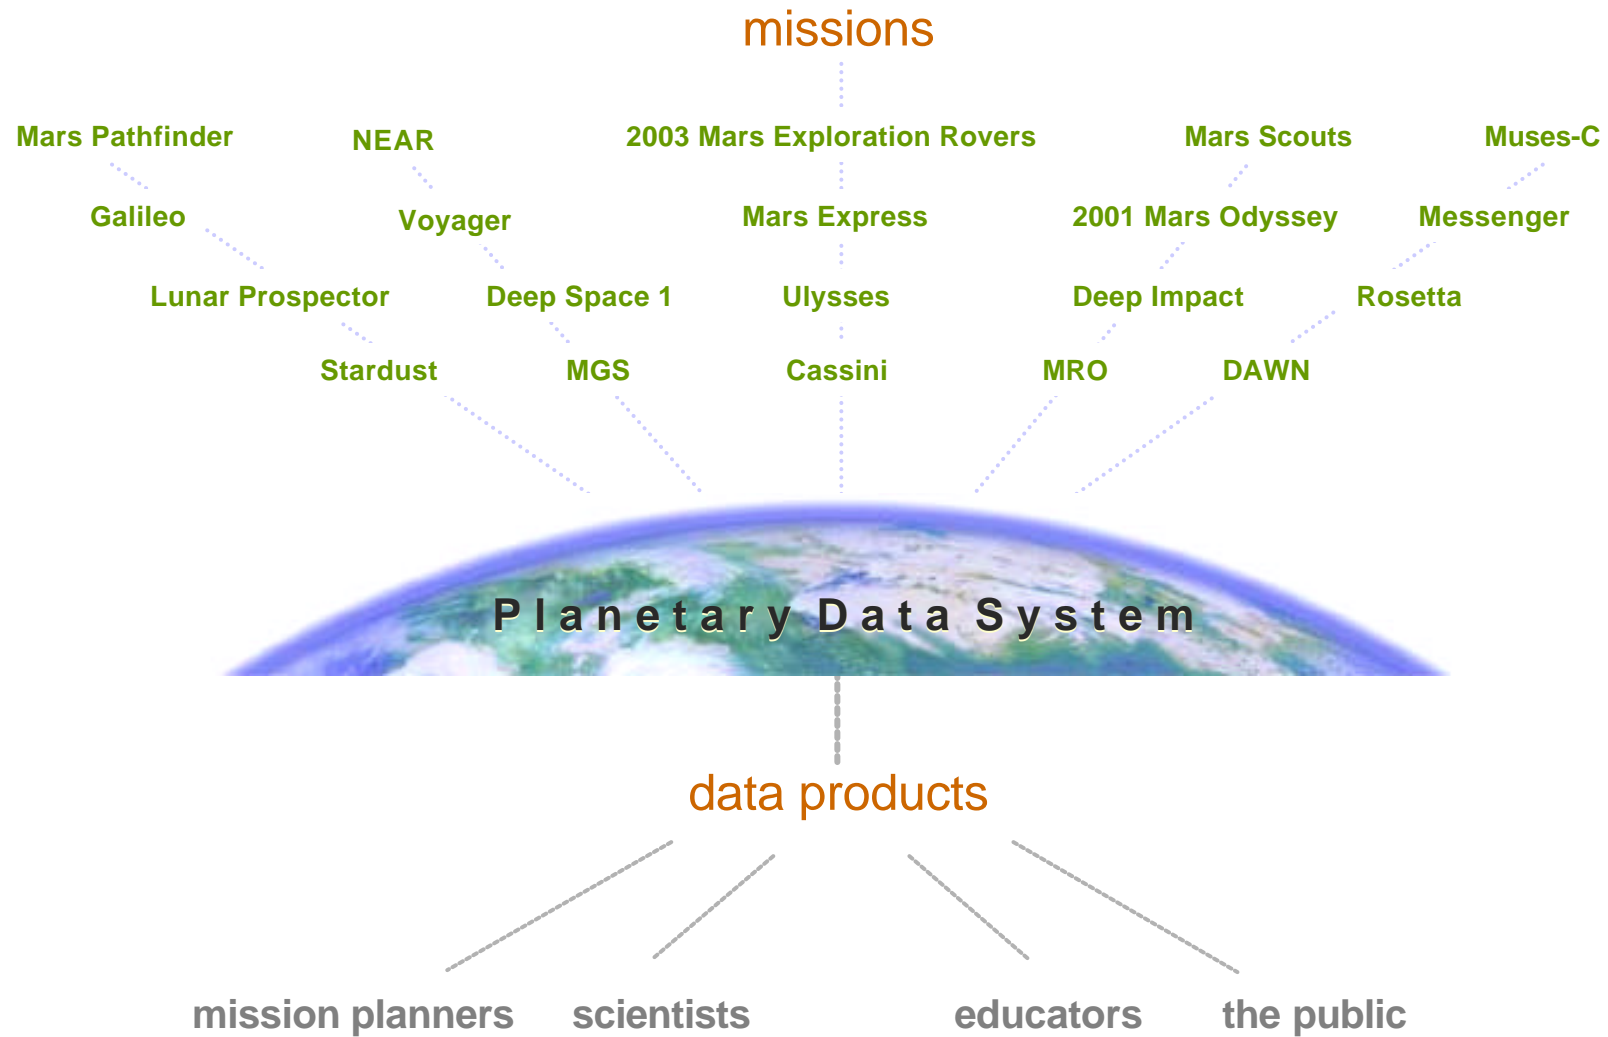 missions
Mars Pathfinder NEAR 2003 Mars Exploration Rovers Mars Scouts Muses-C
Galileo Voyager Mars Express 2001 Mars Odyssey Messenger
Lunar Prospector Deep Space 1 Ulysses Deep Impact Rosetta
Stardust MGS Cassini MRO DAWN
Planetary Data System
data products
mission planners scientists educators the public